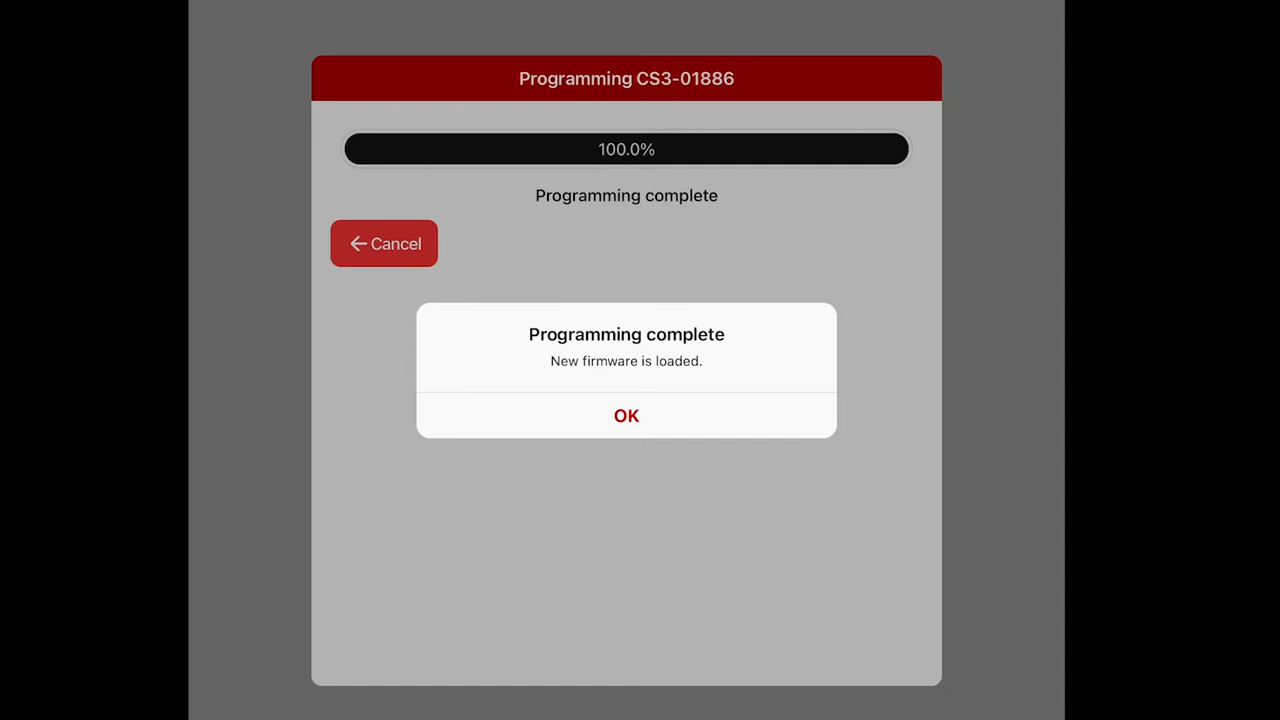 Programming CS3-01886
100.0%
Programming complete
Cancel
Programming complete
New firmware is loaded.
OK